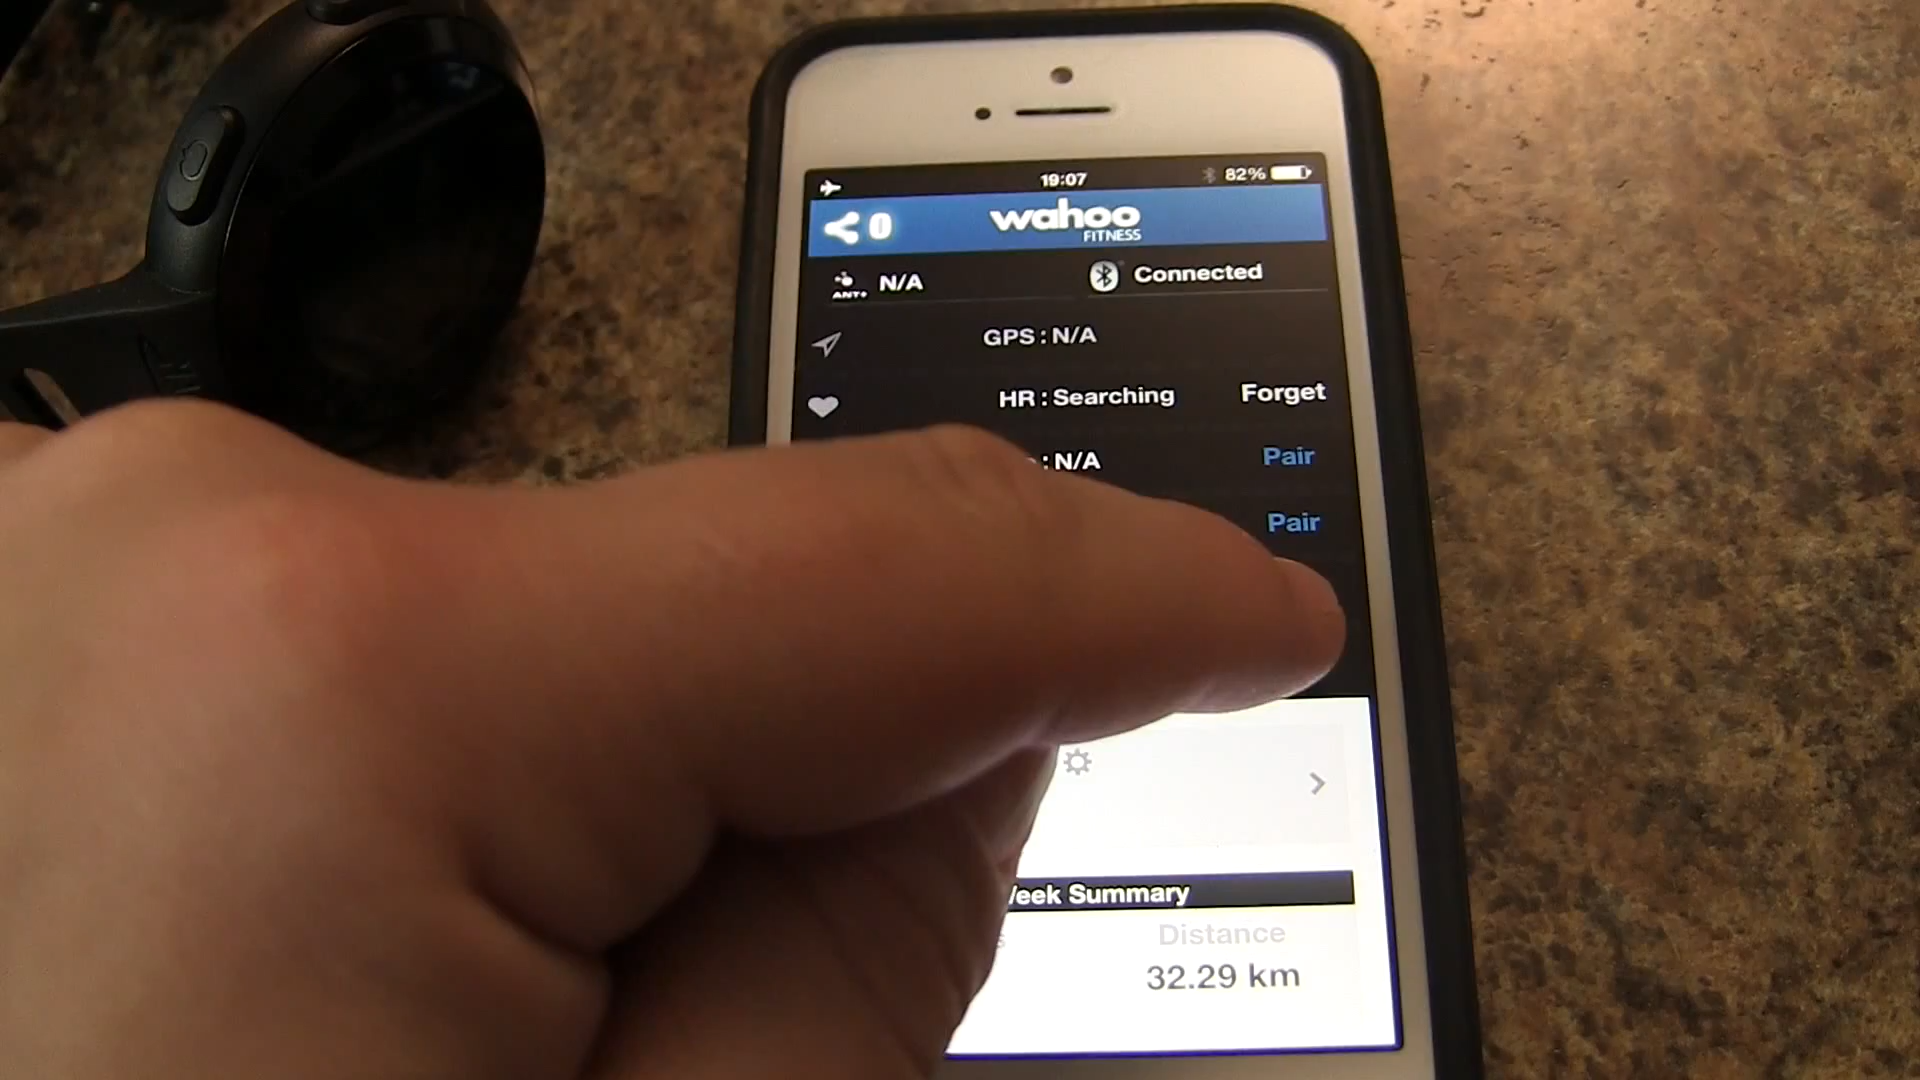 19:07
82%
0
wahoo
FITNESS
ANT+
N/A
Connected
GPS : N/A
HR : Searching
Forget
: N/A
Pair
Pair
Week Summary
Distance
32.29 km